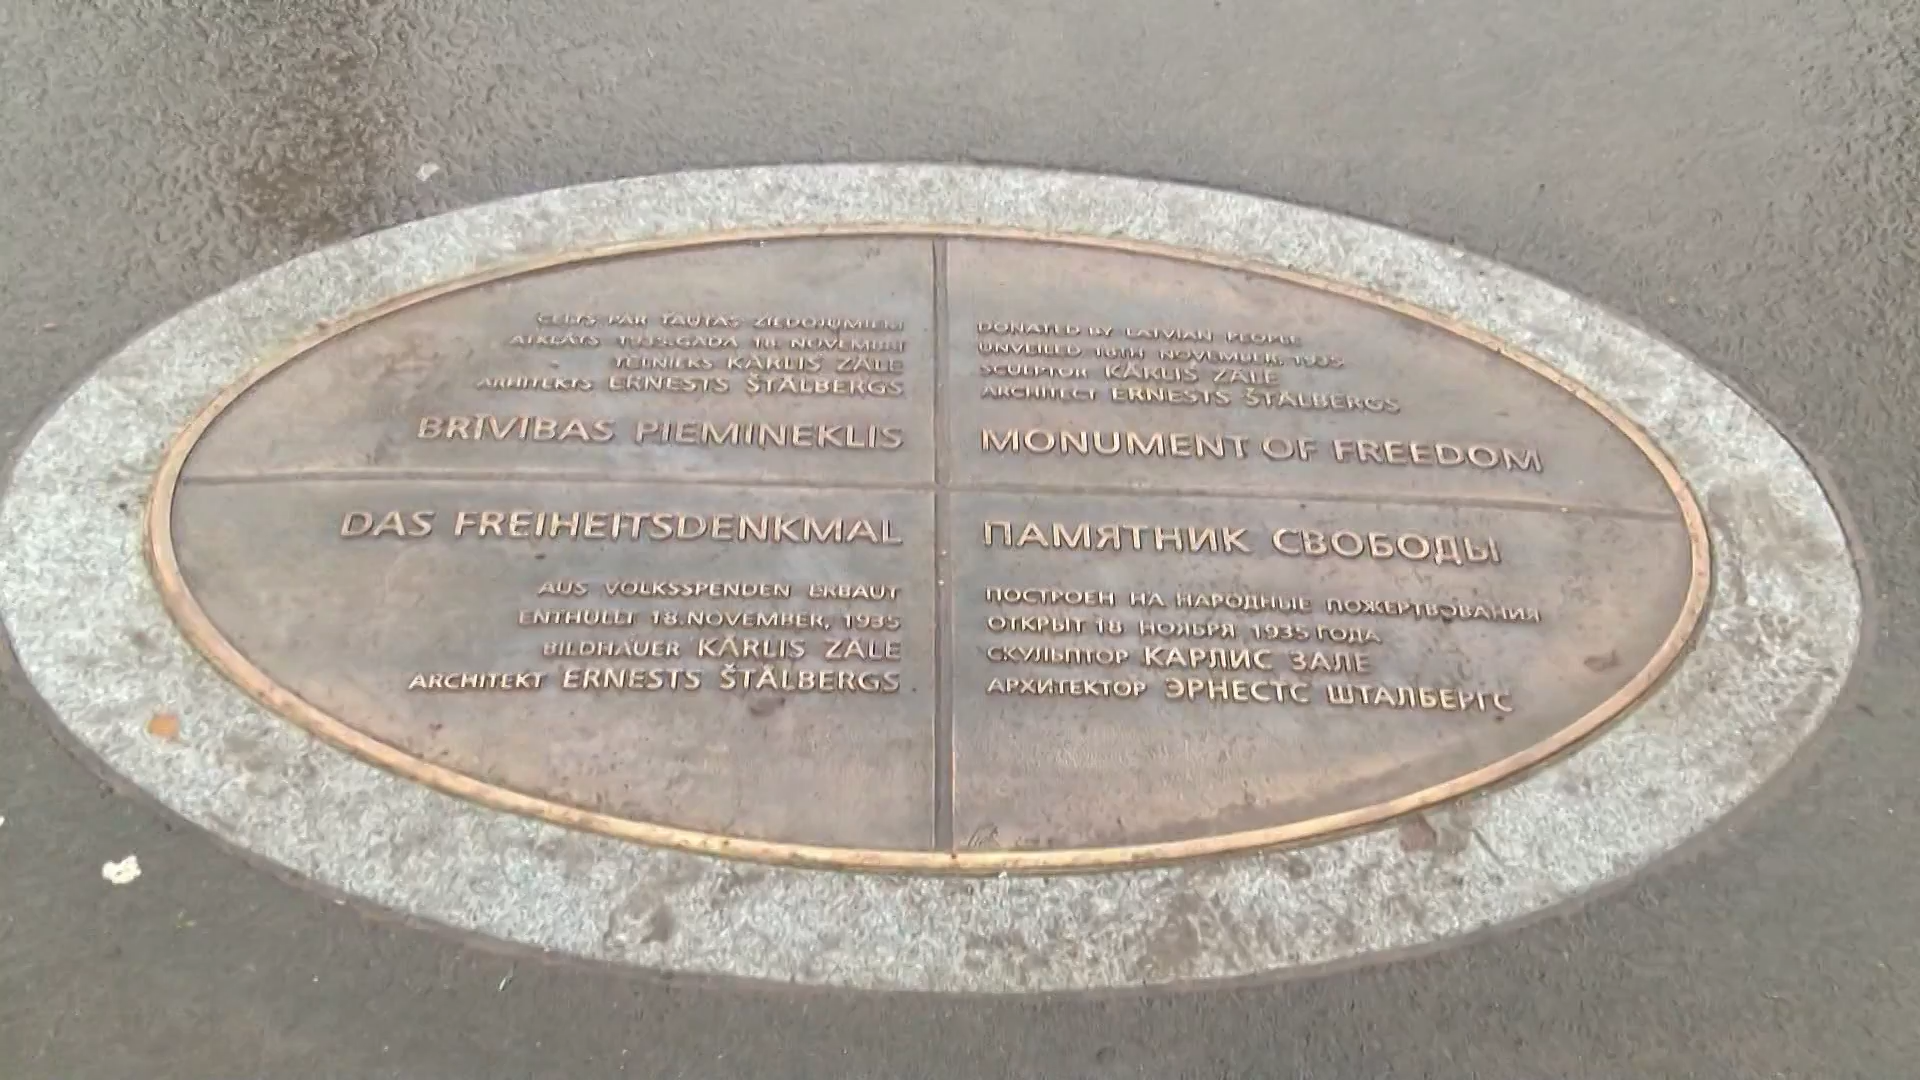 CELTS PAR TAUTAS ZIEDOJUMIEM
ATKLĀTS 1935.GADA 18.NOVEMBRĪ
TĒLNIEKS KĀRLIS ZĀLE
ARHITEKTS ERNESTS ŠTĀLBERGS
BRĪVĪBAS PIEMINEKLIS
DONATED BY LATVIAN PEOPLE
UNVEILED 18TH NOVEMBER, 1935
SCULPTOR KĀRLIS ZĀLE
ARCHITECT ERNESTS ŠTĀLBERGS
MONUMENT OF FREEDOM
DAS FREIHEITSDENKMAL
AUS VOLKSSPENDEN ERBAUT
ENTHÜLLT 18.NOVEMBER, 1935
BILDHAUER KĀRLIS ZĀLE
ARCHITEKT ERNESTS ŠTĀLBERGS
ПАМЯТНИК СВОБОДЫ
ПОСТРОЕН НА НАРОДНЫЕ ПОЖЕРТВОВАНИЯ
ОТКРЫТ 18 НОЯБРЯ 1935 ГОДА
СКУЛЬПТОР КАРЛИС ЗАЛЕ
АРХИТЕКТОР ЭРНЕСТС ШТАЛБЕРГС